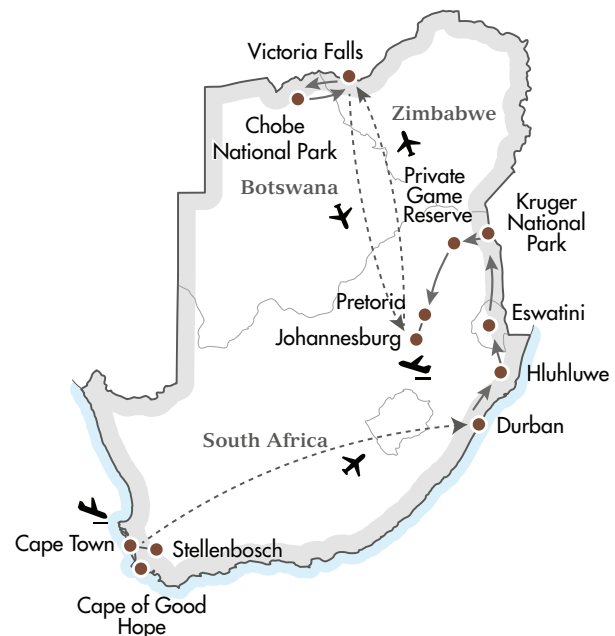 Victoria Falls
Zimbabwe
Chobe
National Park
Private
Game
Reserve
Botswana
Kruger
National
Park
Pretoria
Eswatini
Johannesburg
Hluhluwe
Durban
South Africa
Cape Town
Stellenbosch
Cape of Good
Hope